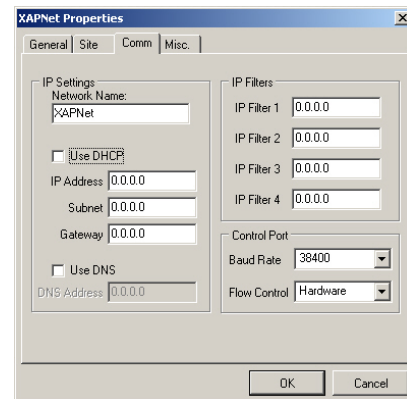 XAPNet Properties
General Site Comm Misc.
IP Settings
Network Name:
XAPNet
Use DHCP
IP Address 0.0.0.0
Subnet 0.0.0.0
Gateway 0.0.0.0
Use DNS
DNS Address 0.0.0.0
IP Filters
IP Filter 1 0.0.0.0
IP Filter 2 0.0.0.0
IP Filter 3 0.0.0.0
IP Filter 4 0.0.0.0
Control Port
Baud Rate 38400
Flow Control Hardware
OK Cancel